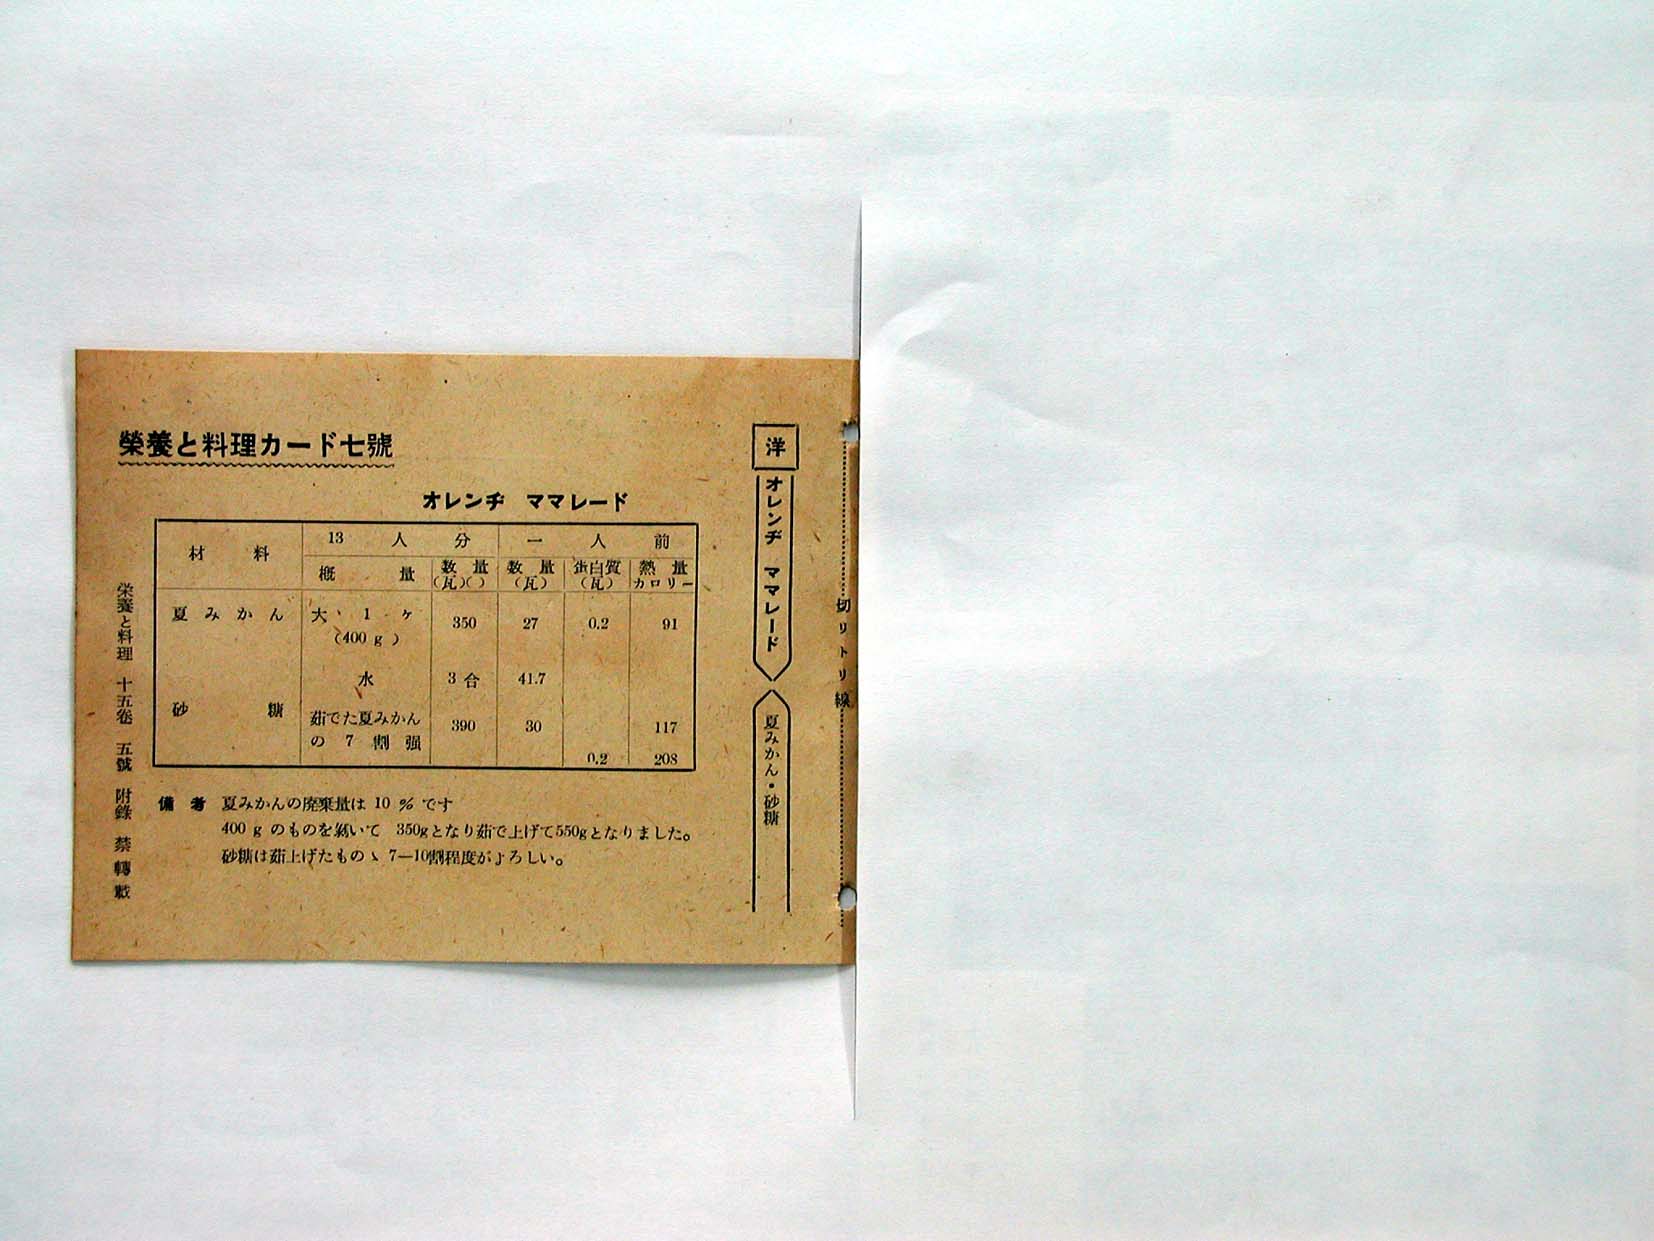 榮養と料理カード七號
オレンヂ ママレード
材料 13人分 一人前
概量 数量(瓦)( ) 数量(瓦) 蛋白質(瓦) 熱量カロリー
夏みかん 大、1ヶ(400g) 350 27 0.2 91
水 3合 41.7
砂糖 茹でた夏みかんの7割强 390 30 117
0.2 208
備考 夏みかんの廃棄量は10%です
400gのものを剝いて 350gとなり茹で上げて550gとなりました。
砂糖は茹上げたものゝ7―10割程度がよろしい。
洋
オレンヂ ママレード
夏みかん・砂糖
切リトリ線
栄養と料理 十五卷 五號 附錄 禁轉載